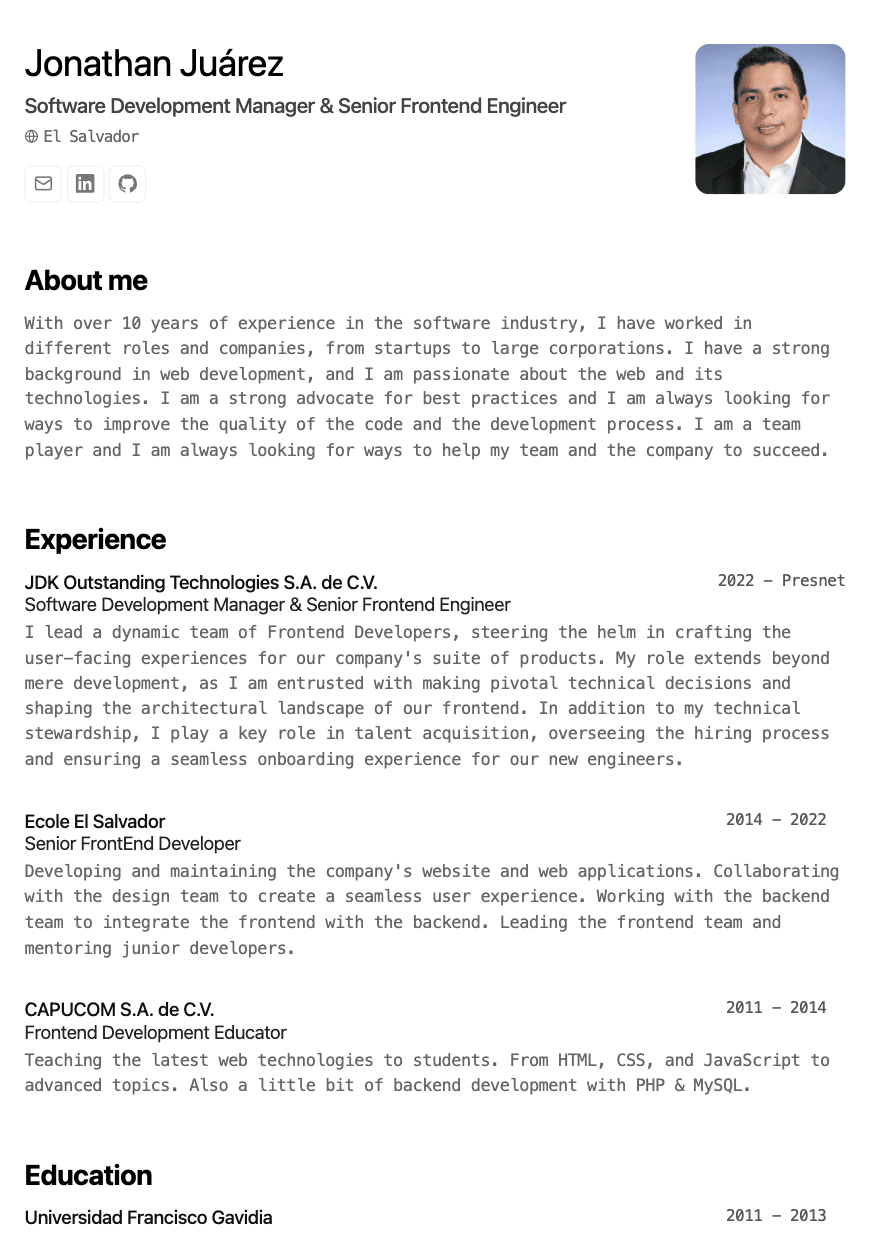 Jonathan Juárez
Software Development Manager & Senior Frontend Engineer
El Salvador
in
About me
With over 10 years of experience in the software industry, I have worked in
different roles and companies, from startups to large corporations. I have a strong
background in web development, and I am passionate about the web and its
technologies. I am a strong advocate for best practices and I am always looking for
ways to improve the quality of the code and the development process. I am a team
player and I am always looking for ways to help my team and the company to succeed.
Experience
JDK Outstanding Technologies S.A. de C.V.
2022 - Presnet
Software Development Manager & Senior Frontend Engineer
I lead a dynamic team of Frontend Developers, steering the helm in crafting the
user-facing experiences for our company's suite of products. My role extends beyond
mere development, as I am entrusted with making pivotal technical decisions and
shaping the architectural landscape of our frontend. In addition to my technical
stewardship, I play a key role in talent acquisition, overseeing the hiring process
and ensuring a seamless onboarding experience for our new engineers.
Ecole El Salvador
2014 - 2022
Senior FrontEnd Developer
Developing and maintaining the company's website and web applications. Collaborating
with the design team to create a seamless user experience. Working with the backend
team to integrate the frontend with the backend. Leading the frontend team and
mentoring junior developers.
CAPUCOM S.A. de C.V.
2011 - 2014
Frontend Development Educator
Teaching the latest web technologies to students. From HTML, CSS, and JavaScript to
advanced topics. Also a little bit of backend development with PHP & MySQL.
Education
Universidad Francisco Gavidia
2011 - 2013